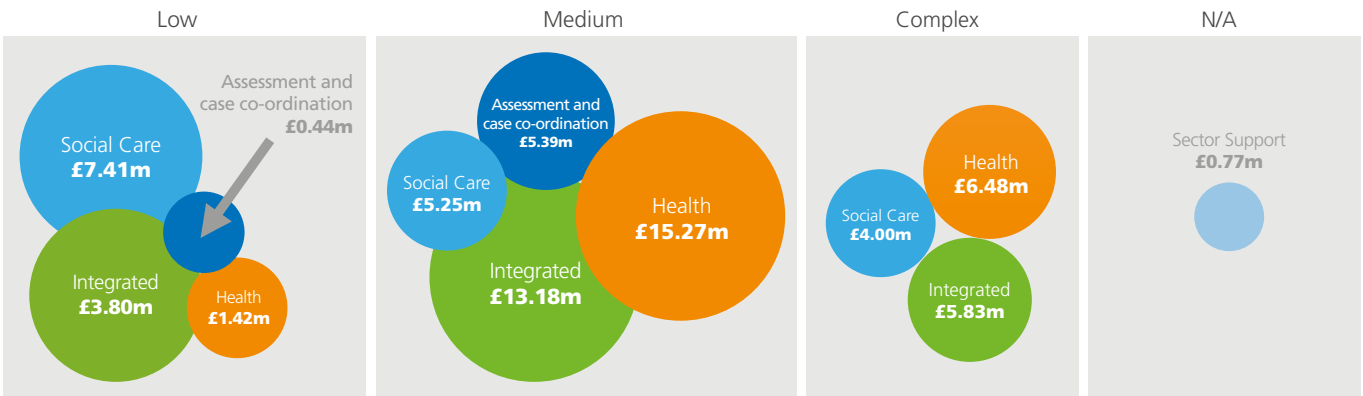 Low
Assessment and
case co-ordination
£0.44m
Social Care
£7.41m
Integrated
£3.80m
Health
£1.42m
Medium
Assessment and
case co-ordination
£5.39m
Social Care
£5.25m
Health
£15.27m
Integrated
£13.18m
Complex
Health
£6.48m
Social Care
£4.00m
Integrated
£5.83m
N/A
Sector Support
£0.77m